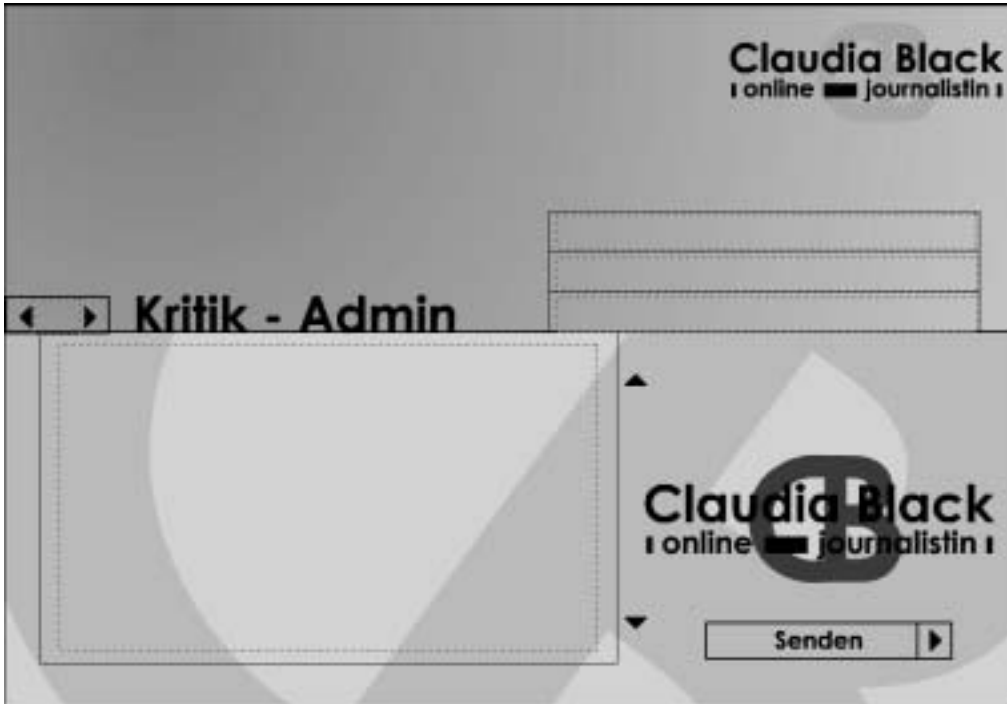 Claudia Black
online journalistin
Kritik - Admin
Claudia Black
online journalistin
Senden